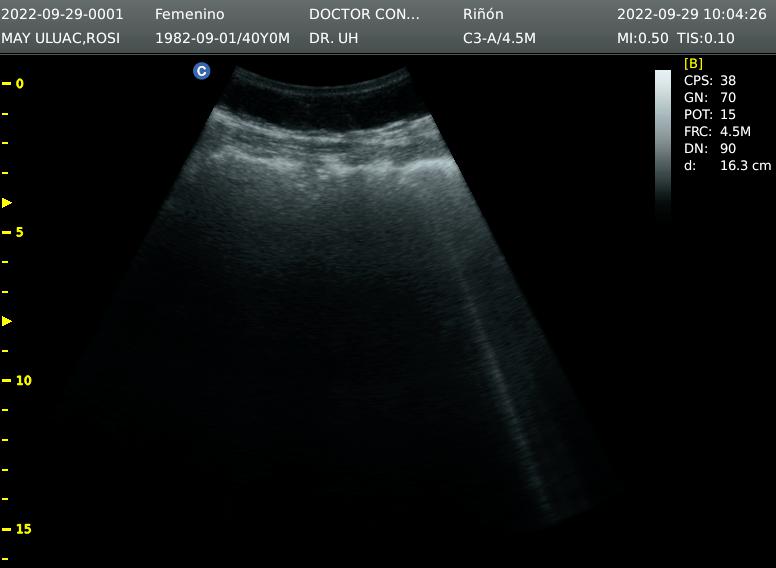 2022-09-29-0001 Femenino DOCTOR CON... Riñón 2022-09-29 10:04:26
MAY ULUAC,ROSI 1982-09-01/40Y0M DR. UH C3-A/4.5M MI:0.50 TIS:0.10
C
[B]
CPS: 38
GN: 70
POT: 15
FRC: 4.5M
DN: 90
d: 16.3 cm
0
5
10
15